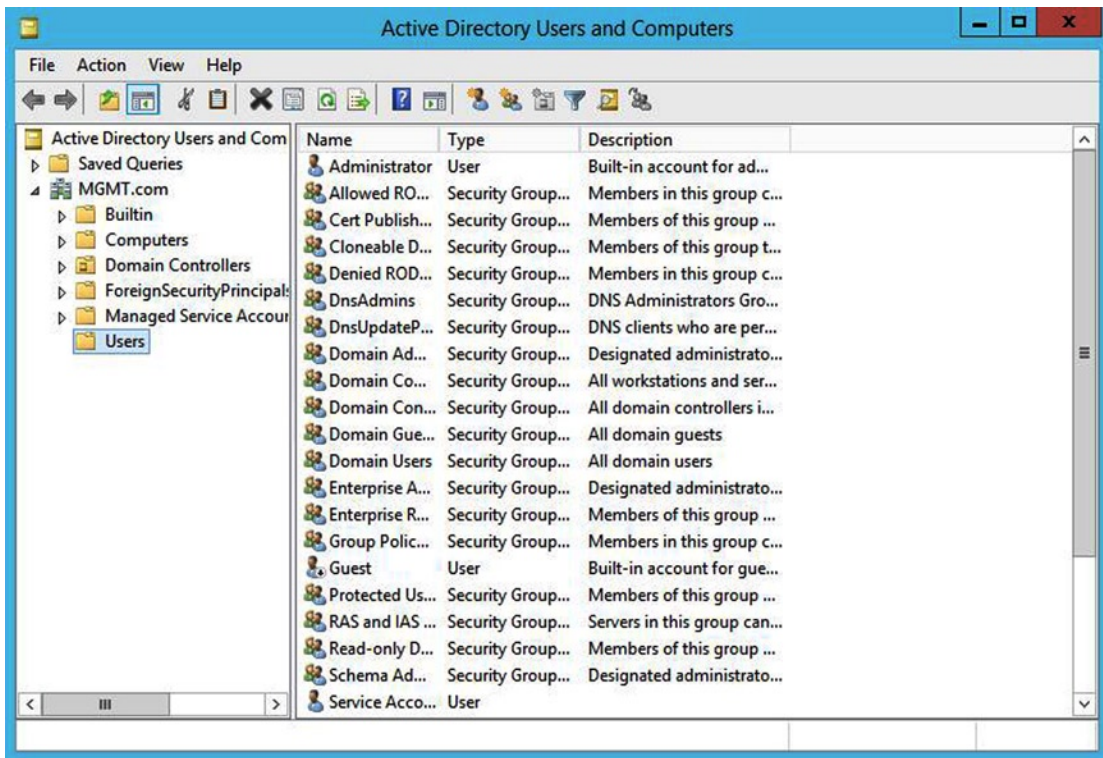 Active Directory Users and Computers
File Action View Help
Active Directory Users and Com
Saved Queries
MGMT.com
Builtin
Computers
Domain Controllers
ForeignSecurityPrincipals
Managed Service Accour
Users
Name Type Description
Administrator User Built-in account for ad...
Allowed RO... Security Group... Members in this group c...
Cert Publish... Security Group... Members of this group ...
Cloneable D... Security Group... Members of this group t...
Denied ROD... Security Group... Members in this group c...
DnsAdmins Security Group... DNS Administrators Gro...
DnsUpdateP... Security Group... DNS clients who are per...
Domain Ad... Security Group... Designated administrato...
Domain Co... Security Group... All workstations and ser...
Domain Con... Security Group... All domain controllers i...
Domain Gue... Security Group... All domain guests
Domain Users Security Group... All domain users
Enterprise A... Security Group... Designated administrato...
Enterprise R... Security Group... Members of this group ...
Group Polic... Security Group... Members in this group c...
Guest User Built-in account for gue...
Protected Us... Security Group... Members of this group ...
RAS and IAS ... Security Group... Servers in this group can...
Read-only D... Security Group... Members of this group ...
Schema Ad... Security Group... Designated administrato...
Service Acco... User